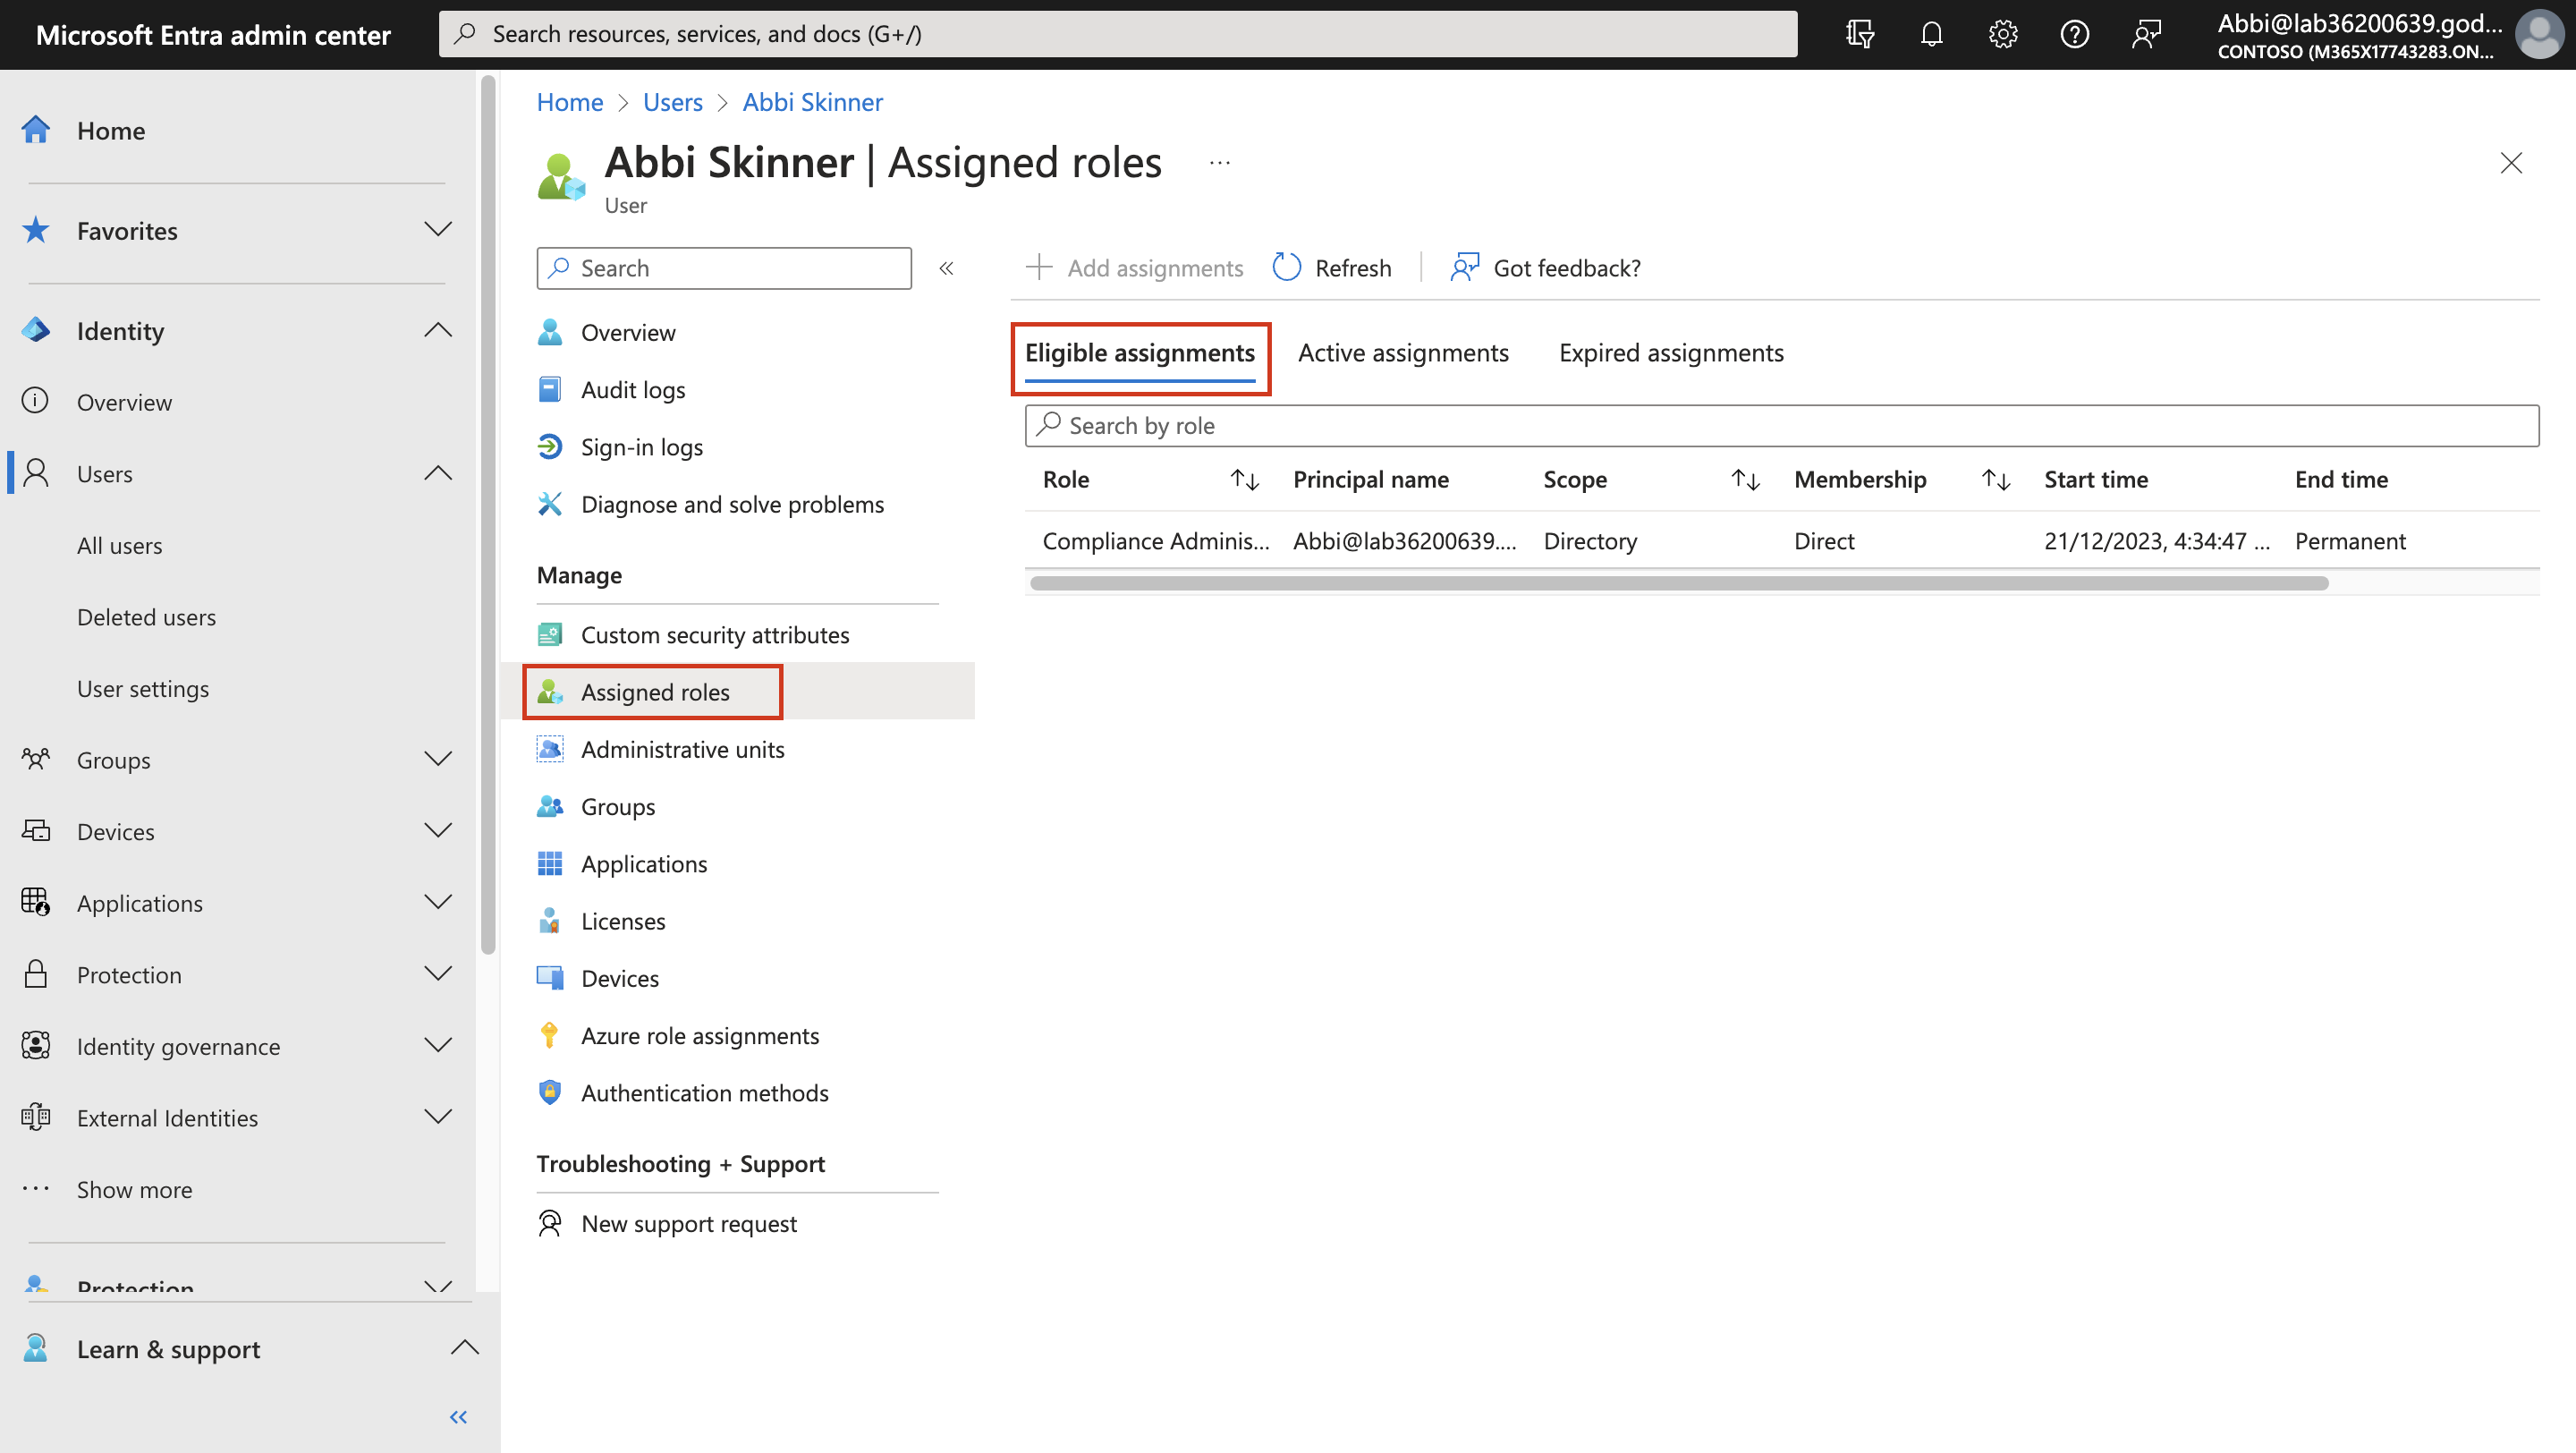 Microsoft Entra admin center
Search resources, services, and docs (G+/)
Abbi@lab36200639.god...
CONTOSO (M365X17743283.ON...
Home
Favorites
Identity
Overview
Users
All users
Deleted users
User settings
Groups
Devices
Applications
Protection
Identity governance
External Identities
Show more
Protection
Learn & support
Home > Users > Abbi Skinner
Abbi Skinner | Assigned roles ...
User
Search
Overview
Audit logs
Sign-in logs
Diagnose and solve problems
Manage
Custom security attributes
Assigned roles
Administrative units
Groups
Applications
Licenses
Devices
Azure role assignments
Authentication methods
Troubleshooting + Support
New support request
Add assignments Refresh Got feedback?
Eligible assignments Active assignments Expired assignments
Search by role
Role Principal name Scope Membership Start time End time
Compliance Adminis... Abbi@lab36200639.... Directory Direct 21/12/2023, 4:34:47 ... Permanent